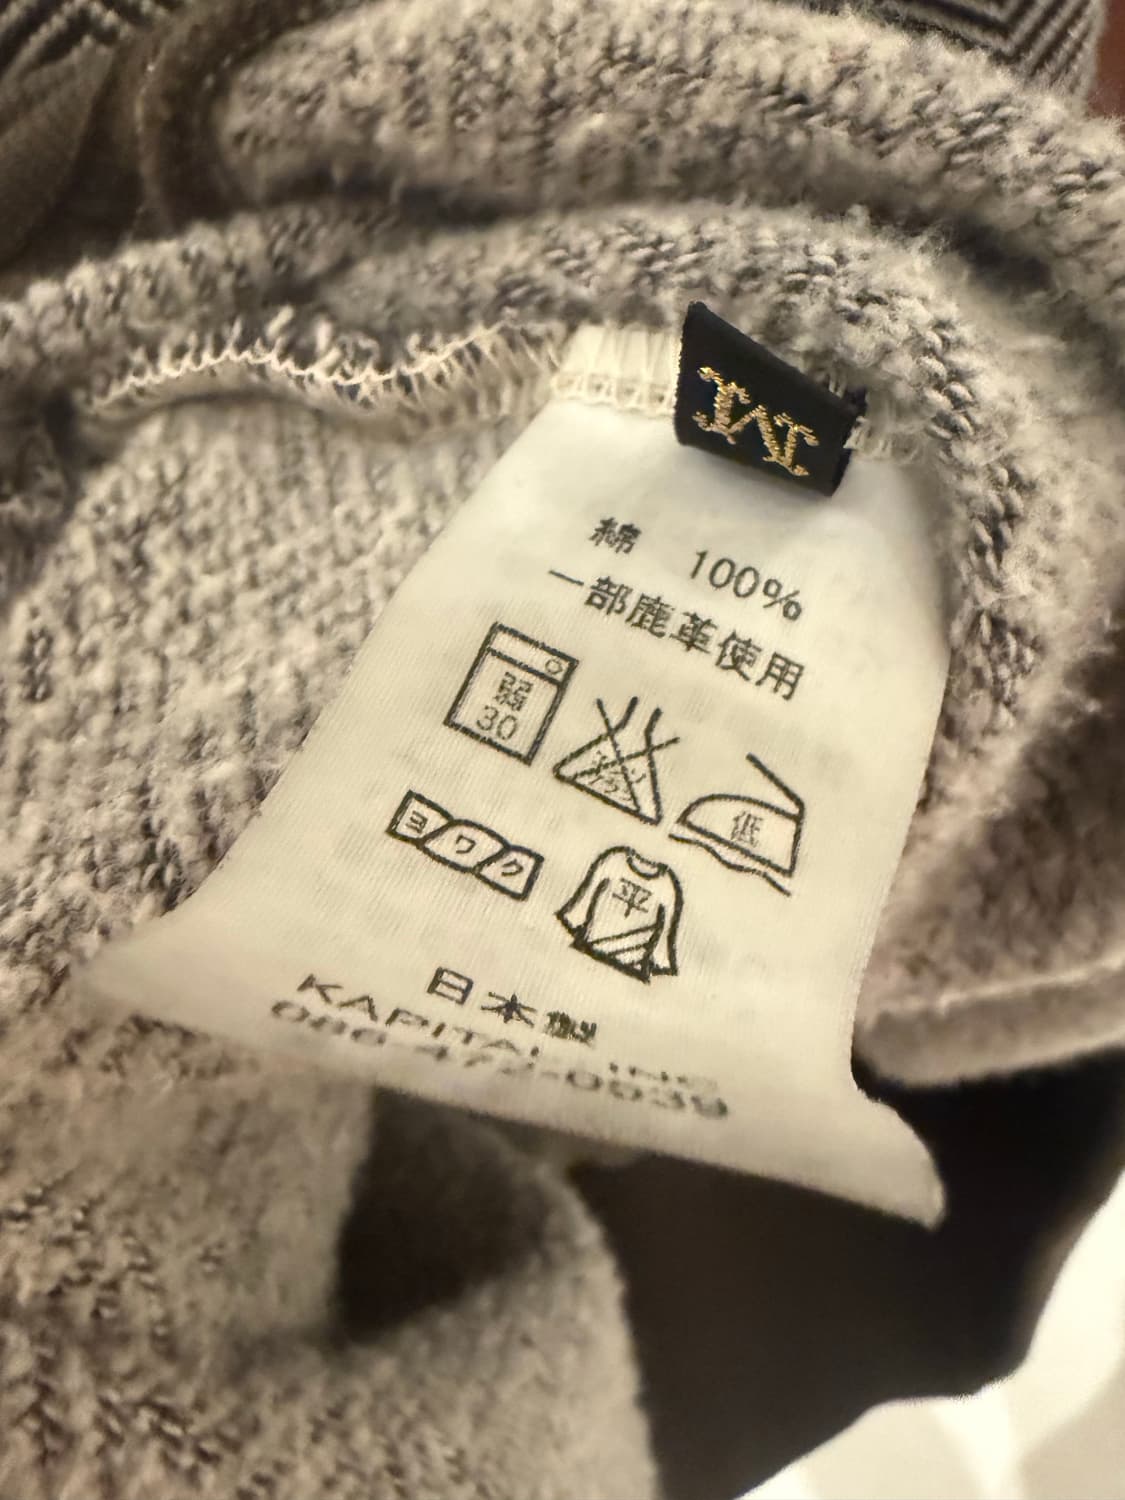 M
綿 100%
一部鹿革使用
弱
30
低
ヨワク
平
日本製
KAPITAL INC
086-472-0539